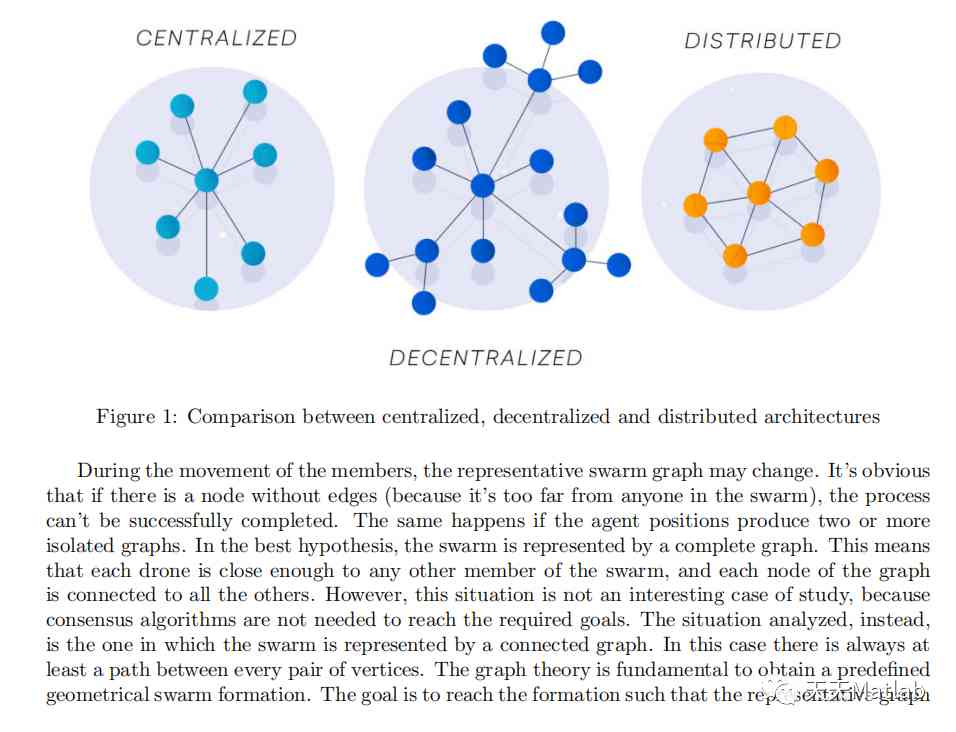 CENTRALIZED
DISTRIBUTED
DECENTRALIZED
Figure 1: Comparison between centralized, decentralized and distributed architectures
During the movement of the members, the representative swarm graph may change. It's obvious
that if there is a node without edges (because it's too far from anyone in the swarm), the process
can't be successfully completed. The same happens if the agent positions produce two or more
isolated graphs. In the best hypothesis, the swarm is represented by a complete graph. This means
that each drone is close enough to any other member of the swarm, and each node of the graph
is connected to all the others. However, this situation is not an interesting case of study, because
consensus algorithms are not needed to reach the required goals. The situation analyzed, instead,
is the one in which the swarm is represented by a connected graph. In this case there is always at
least a path between every pair of vertices. The graph theory is fundamental to obtain a predefined
geometrical swarm formation. The goal is to reach the formation such that the representative graph
天天Matlab